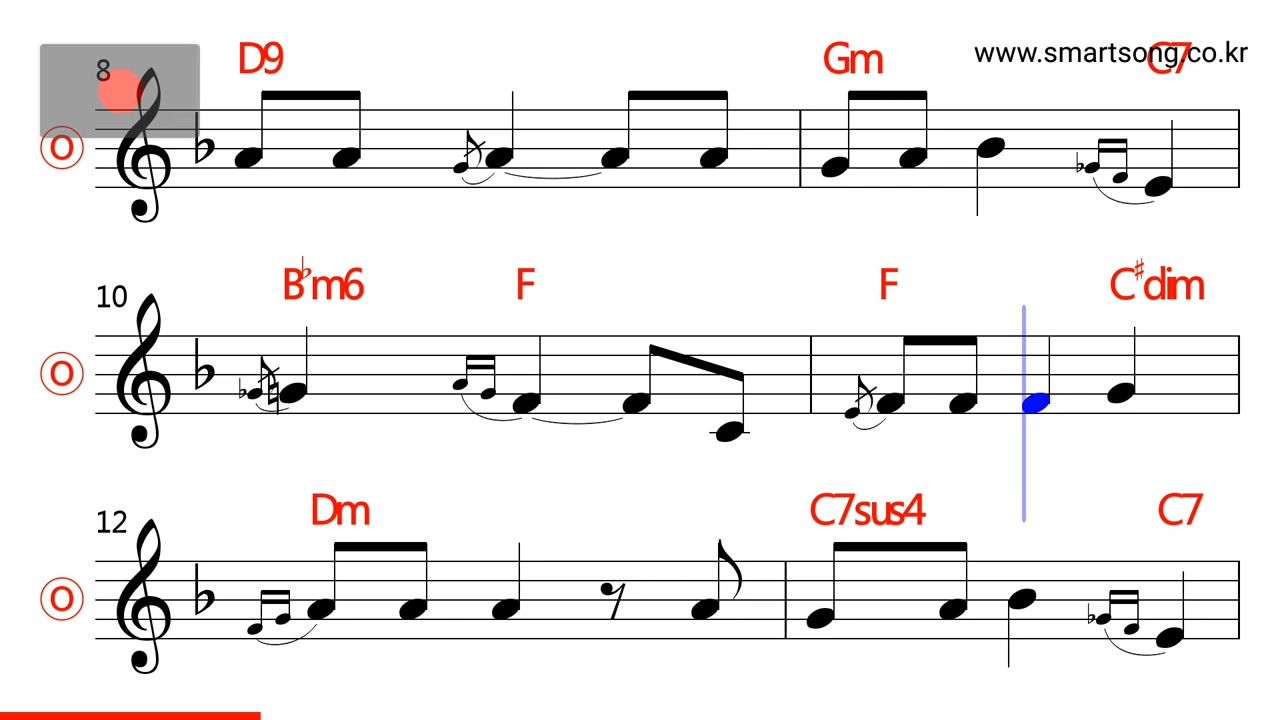 www.smartsong.co.kr
8
D9 Gm C7
O
10
B♭m6 F F C♯dim
O
12
Dm C7sus4 C7
O